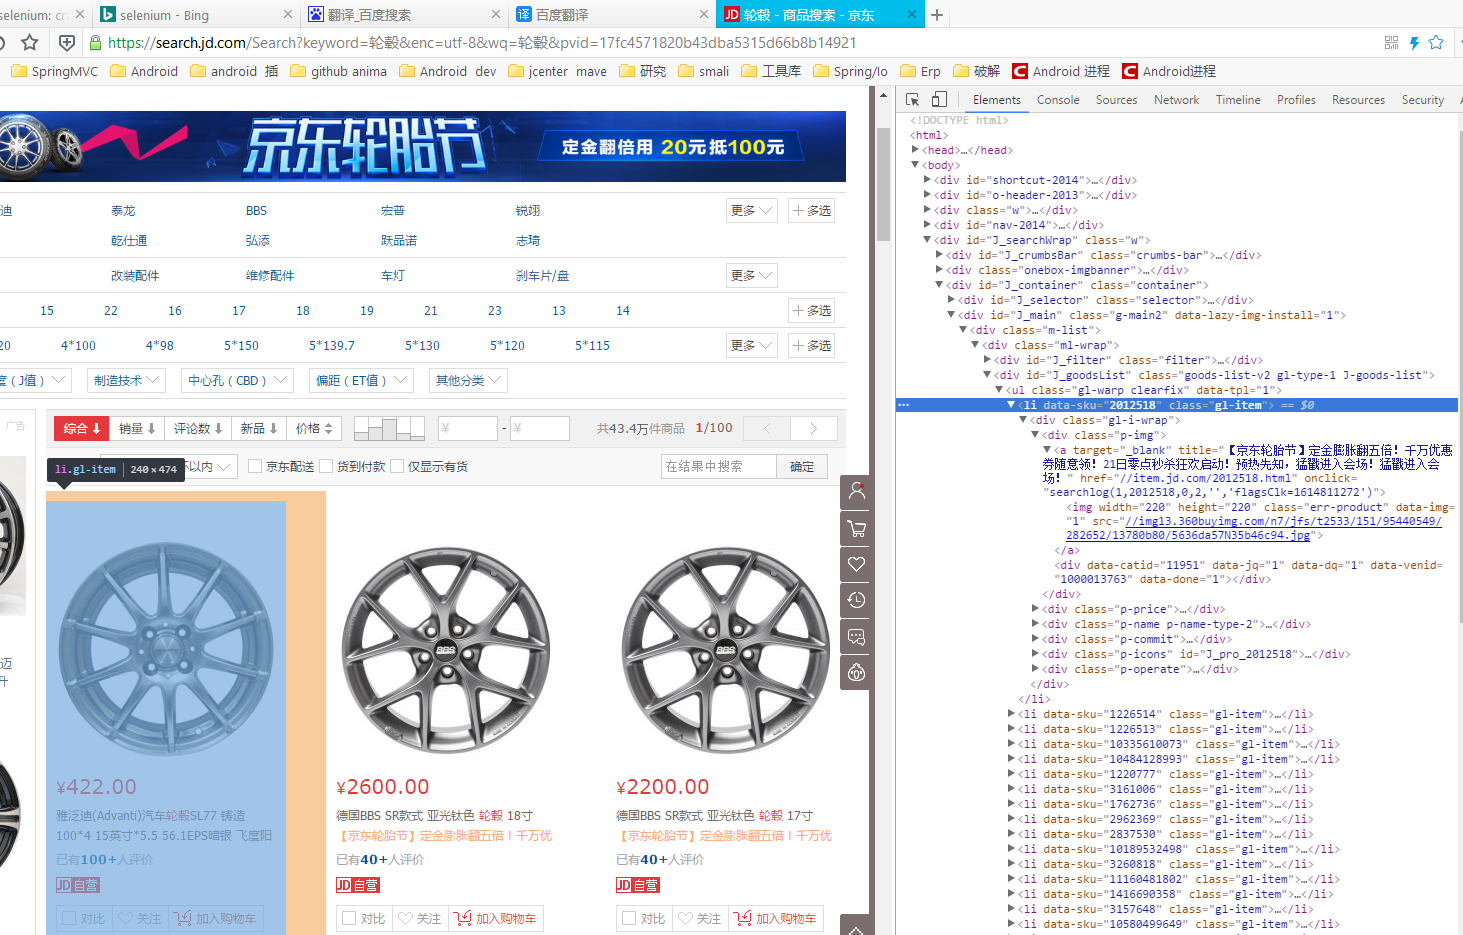 selenium: cr
selenium - Bing
翻译_百度搜索
百度翻译
轮毂 - 商品搜索 - 京东
https://search.jd.com/Search?keyword=轮毂&enc=utf-8&wq=轮毂&pvid=17fc4571820b43dba5315d66b8b14921
SpringMVC Android android 插 github anima Android dev jcenter mave 研究 smali 工具库 Spring/Io Erp 破解 Android 进程 Android进程
京东轮胎节
定金翻倍用 20元抵100元
迪 泰龙 BBS 宏普 锐翊 更多 多选
乾仕通 弘添 跃品诺 志琦
改装配件 维修配件 车灯 刹车片/盘 更多
15 22 16 17 18 19 21 23 13 14 多选
20 4*100 4*98 5*150 5*139.7 5*130 5*120 5*115 更多 多选
度（J值） 制造技术 中心孔（CBD） 偏距（ET值） 其他分类
广告
综合 销量 评论数 新品 价格 ¥ - ¥ 共43.4万件商品 1/100 < >
li.gl-item | 240×474
不以内 京东配送 货到付款 仅显示有货 在结果中搜索 确定
迈
升
¥422.00
雅泛迪(Advanti)汽车轮毂SL77 铸造
100*4 15英寸*5.5 56.1EPS暗银 飞度阳
已有100+人评价
JD自营
对比 关注 加入购物车
¥2600.00
德国BBS SR款式 亚光钛色 轮毂 18寸
【京东轮胎节】定金膨胀翻五倍！千万优
已有40+人评价
JD自营
对比 关注 加入购物车
¥2200.00
德国BBS SR款式 亚光钛色 轮毂 17寸
【京东轮胎节】定金膨胀翻五倍！千万优
已有40+人评价
JD自营
对比 关注 加入购物车
Elements Console Sources Network Timeline Profiles Resources Security
<!DOCTYPE html>
<html>
<head>…</head>
<body>
<div id="shortcut-2014">…</div>
<div id="o-header-2013">…</div>
<div class="w">…</div>
<div id="nav-2014">…</div>
<div id="J_searchWrap" class="w">
<div id="J_crumbsBar" class="crumbs-bar">…</div>
<div class="onebox-imgbanner">…</div>
<div id="J_container" class="container">
<div id="J_selector" class="selector">…</div>
<div id="J_main" class="g-main2" data-lazy-img-install="1">
<div class="m-list">
<div class="ml-wrap">
<div id="J_filter" class="filter">…</div>
<div id="J_goodsList" class="goods-list-v2 gl-type-1 J-goods-list">
<ul class="gl-warp clearfix" data-tpl="1">
<li data-sku="2012518" class="gl-item"> == $0
<div class="gl-i-wrap">
<div class="p-img">
<a target="_blank" title="【京东轮胎节】定金膨胀翻五倍！千万优惠
券随意领！21日零点秒杀狂欢启动！预热先知，猛戳进入会场！猛戳进入会
场！" href="//item.jd.com/2012518.html" onclick=
"searchlog(1,2012518,0,2,'','flagsClk=1614811272')">
<img width="220" height="220" class="err-product" data-img=
"1" src="//img13.360buyimg.com/n7/jfs/t2533/151/95440549/
282652/13780b80/5636da57N35b46c94.jpg">
</a>
<div data-catid="11951" data-jq="1" data-dq="1" data-venid=
"1000013763" data-done="1"></div>
</div>
<div class="p-price">…</div>
<div class="p-name p-name-type-2">…</div>
<div class="p-commit">…</div>
<div class="p-icons" id="J_pro_2012518">…</div>
<div class="p-operate">…</div>
</div>
</li>
<li data-sku="1226514" class="gl-item">…</li>
<li data-sku="1226513" class="gl-item">…</li>
<li data-sku="10335610073" class="gl-item">…</li>
<li data-sku="10484128993" class="gl-item">…</li>
<li data-sku="1220777" class="gl-item">…</li>
<li data-sku="3161006" class="gl-item">…</li>
<li data-sku="1762736" class="gl-item">…</li>
<li data-sku="2962369" class="gl-item">…</li>
<li data-sku="2837530" class="gl-item">…</li>
<li data-sku="10189532498" class="gl-item">…</li>
<li data-sku="3260818" class="gl-item">…</li>
<li data-sku="11160481802" class="gl-item">…</li>
<li data-sku="1416690358" class="gl-item">…</li>
<li data-sku="3157648" class="gl-item">…</li>
<li data-sku="10580499649" class="gl-item">…</li>